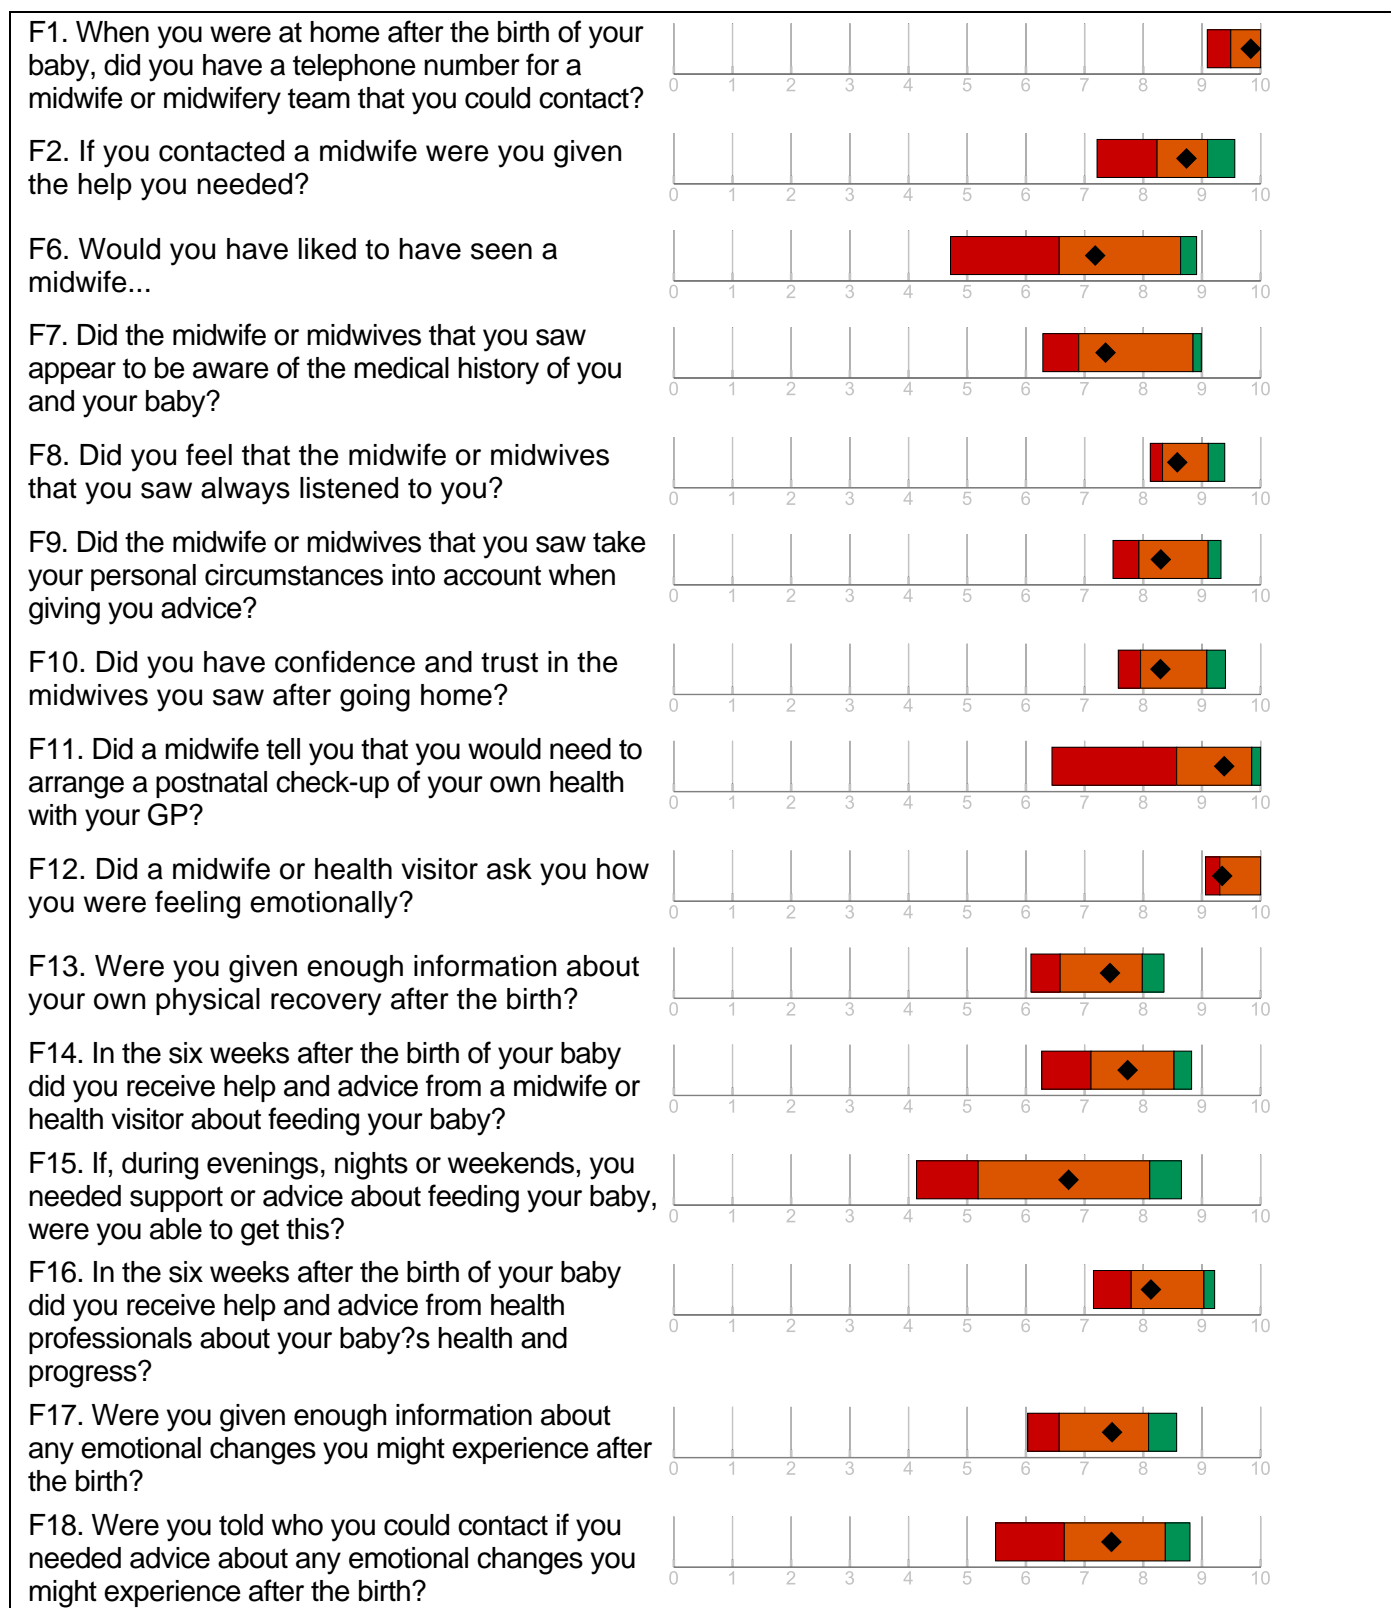 F1. When you were at home after the birth of your
baby, did you have a telephone number for a
midwife or midwifery team that you could contact?
0 1 2 3 4 5 6 7 8 9 10
F2. If you contacted a midwife were you given
the help you needed?
0 1 2 3 4 5 6 7 8 9 10
F6. Would you have liked to have seen a
midwife...
0 1 2 3 4 5 6 7 8 9 10
F7. Did the midwife or midwives that you saw
appear to be aware of the medical history of you
and your baby?
0 1 2 3 4 5 6 7 8 9 10
F8. Did you feel that the midwife or midwives
that you saw always listened to you?
0 1 2 3 4 5 6 7 8 9 10
F9. Did the midwife or midwives that you saw take
your personal circumstances into account when
giving you advice?
0 1 2 3 4 5 6 7 8 9 10
F10. Did you have confidence and trust in the
midwives you saw after going home?
0 1 2 3 4 5 6 7 8 9 10
F11. Did a midwife tell you that you would need to
arrange a postnatal check-up of your own health
with your GP?
0 1 2 3 4 5 6 7 8 9 10
F12. Did a midwife or health visitor ask you how
you were feeling emotionally?
0 1 2 3 4 5 6 7 8 9 10
F13. Were you given enough information about
your own physical recovery after the birth?
0 1 2 3 4 5 6 7 8 9 10
F14. In the six weeks after the birth of your baby
did you receive help and advice from a midwife or
health visitor about feeding your baby?
0 1 2 3 4 5 6 7 8 9 10
F15. If, during evenings, nights or weekends, you
needed support or advice about feeding your baby,
were you able to get this?
0 1 2 3 4 5 6 7 8 9 10
F16. In the six weeks after the birth of your baby
did you receive help and advice from health
professionals about your baby?s health and
progress?
0 1 2 3 4 5 6 7 8 9 10
F17. Were you given enough information about
any emotional changes you might experience after
the birth?
0 1 2 3 4 5 6 7 8 9 10
F18. Were you told who you could contact if you
needed advice about any emotional changes you
might experience after the birth?
0 1 2 3 4 5 6 7 8 9 10